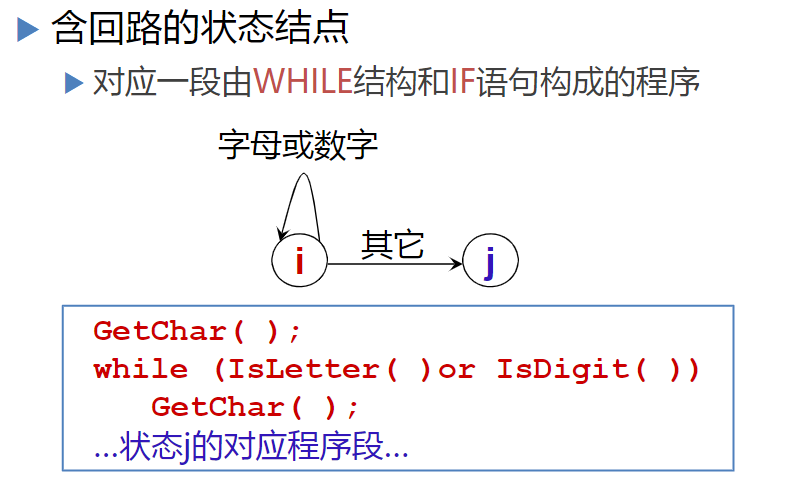 含回路的状态结点
对应一段由WHILE结构和IF语句构成的程序
字母或数字
其它
i
j
GetChar( );
while (IsLetter( )or IsDigit( ))
GetChar( );
…状态j的对应程序段…